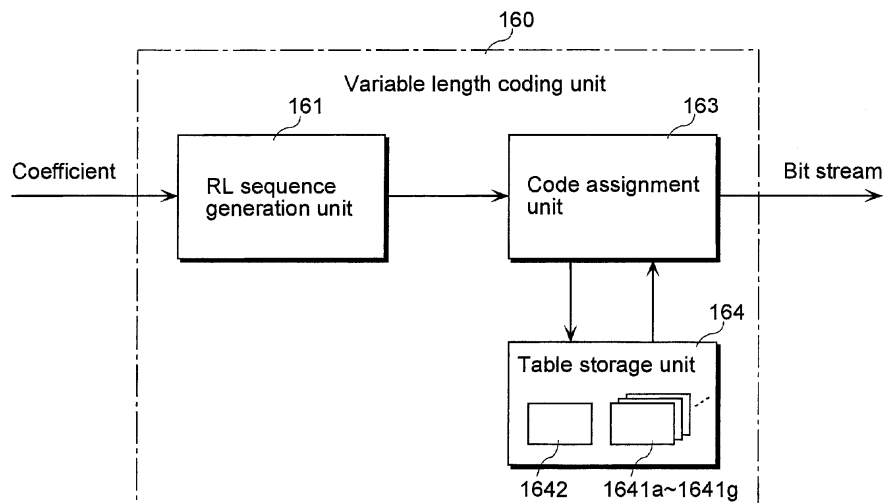 160
Variable length coding unit
161
163
Coefficient
RL sequence
generation unit
Code assignment
unit
Bit stream
164
Table storage unit
1642
1641a~1641g